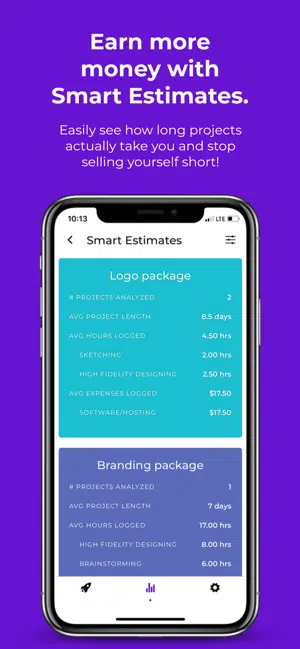 Earn more
money with
Smart Estimates.
Easily see how long projects
actually take you and stop
selling yourself short!
10:13
LTE
Smart Estimates
Logo package
# PROJECTS ANALYZED 2
AVG PROJECT LENGTH 8.5 days
AVG HOURS LOGGED 4.50 hrs
SKETCHING 2.00 hrs
HIGH FIDELITY DESIGNING 2.50 hrs
AVG EXPENSES LOGGED $17.50
SOFTWARE/HOSTING $17.50
Branding package
# PROJECTS ANALYZED 1
AVG PROJECT LENGTH 7 days
AVG HOURS LOGGED 17.00 hrs
HIGH FIDELITY DESIGNING 8.00 hrs
BRAINSTORMING 6.00 hrs